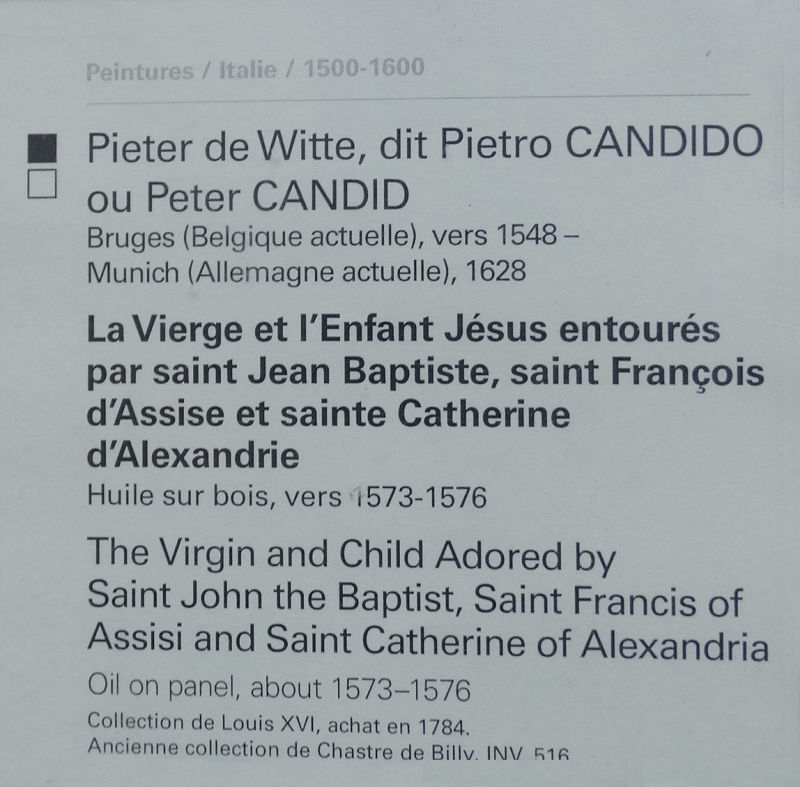 Peintures / Italie / 1500-1600
Pieter de Witte, dit Pietro CANDIDO
ou Peter CANDID
Bruges (Belgique actuelle), vers 1548 –
Munich (Allemagne actuelle), 1628
La Vierge et l'Enfant Jésus entourés
par saint Jean Baptiste, saint François
d'Assise et sainte Catherine
d'Alexandrie
Huile sur bois, vers 1573-1576
The Virgin and Child Adored by
Saint John the Baptist, Saint Francis of
Assisi and Saint Catherine of Alexandria
Oil on panel, about 1573–1576
Collection de Louis XVI, achat en 1784.
Ancienne collection de Chastre de Billy. INV 516